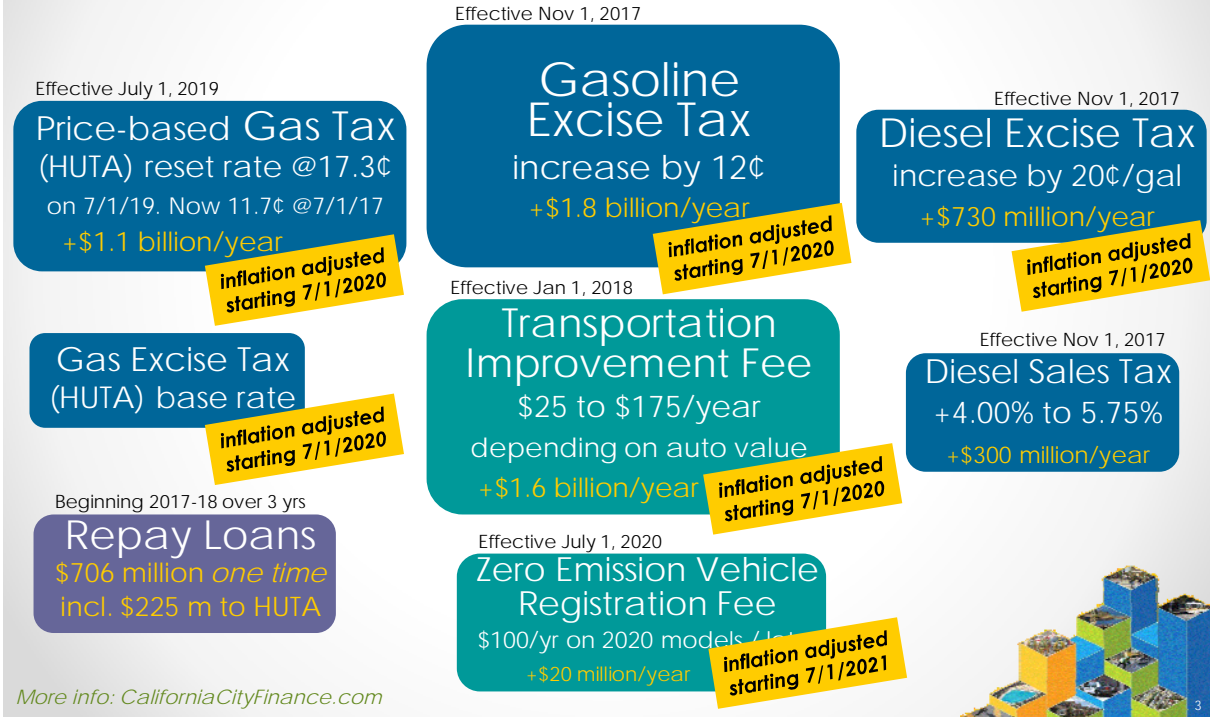 Effective Nov 1, 2017
Gasoline
Excise Tax
increase by 12¢
+$1.8 billion/year
inflation adjusted
starting 7/1/2020
Effective July 1, 2019
Price-based Gas Tax
(HUTA) reset rate @17.3¢
on 7/1/19. Now 11.7¢ @7/1/17
+$1.1 billion/year
inflation adjusted
starting 7/1/2020
Effective Nov 1, 2017
Diesel Excise Tax
increase by 20¢/gal
+$730 million/year
inflation adjusted
starting 7/1/2020
Gas Excise Tax
(HUTA) base rate
inflation adjusted
starting 7/1/2020
Effective Jan 1, 2018
Transportation
Improvement Fee
$25 to $175/year
depending on auto value
+$1.6 billion/year
inflation adjusted
starting 7/1/2020
Effective Nov 1, 2017
Diesel Sales Tax
+4.00% to 5.75%
+$300 million/year
Beginning 2017-18 over 3 yrs
Repay Loans
$706 million one time
incl. $225 m to HUTA
Effective July 1, 2020
Zero Emission Vehicle
Registration Fee
$100/yr on 2020 models /
+$20 million/year
inflation adjusted
starting 7/1/2021
More info: CaliforniaCityFinance.com
3